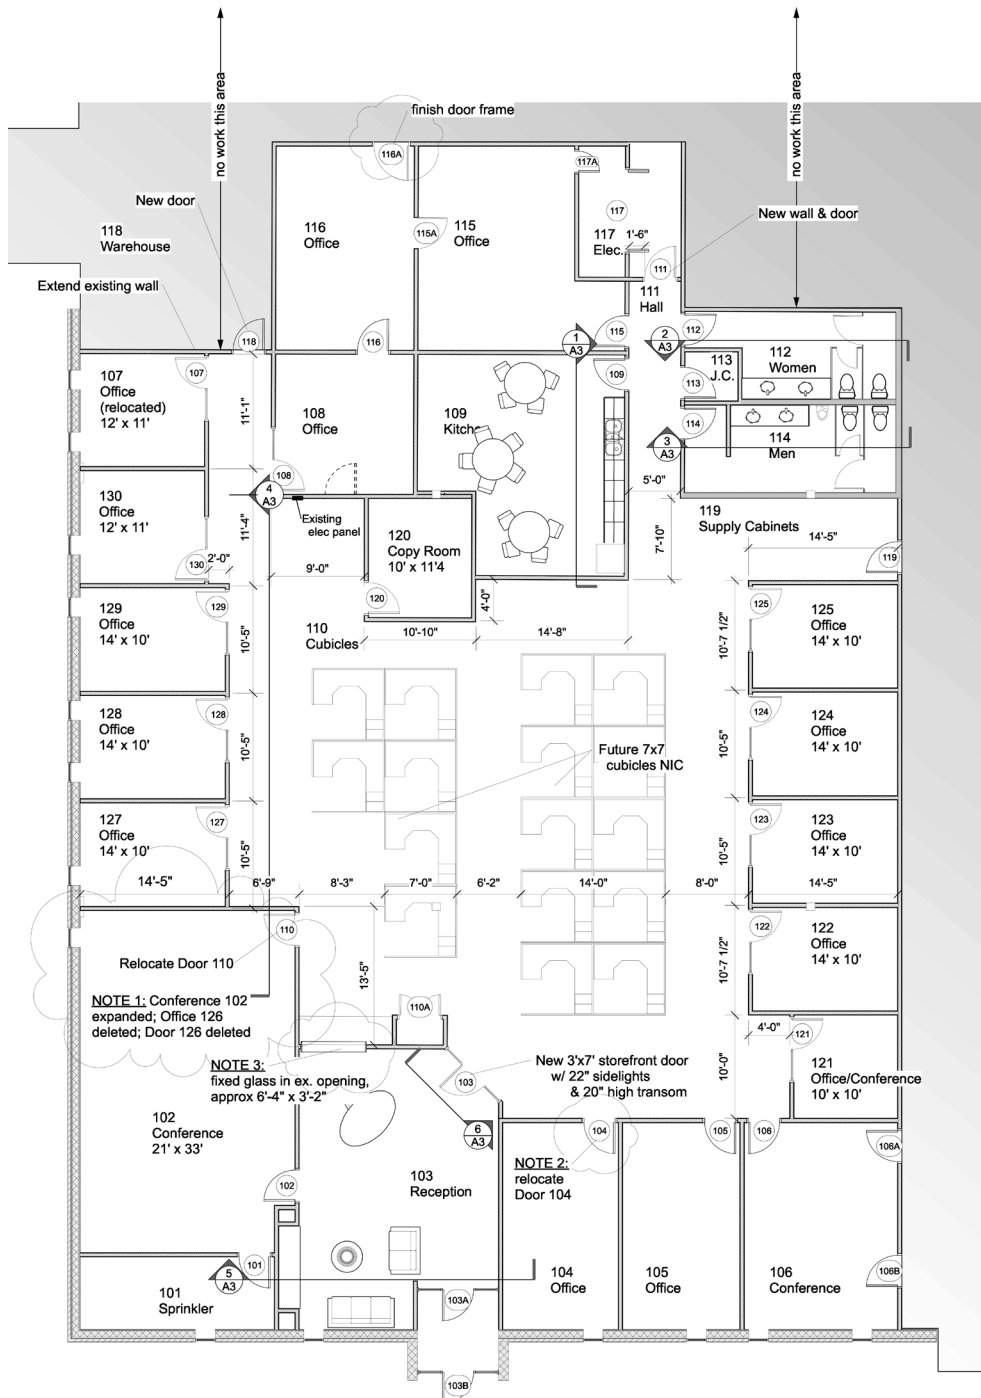 no work this area
no work this area
finish door frame
116A
117A
New door
117
New wall & door
118
Warehouse
116
Office
115A
115
Office
117
Elec.
1'-6"
111
111
Hall
Extend existing wall
118
116
115
1
A3
2
A3
112
112
Women
113
J.C.
113
107
107
Office
(relocated)
12' x 11'
11'-1"
108
Office
109
Kitche
109
114
114
Men
3
A3
108
4
A3
5'-0"
130
Office
12' x 11'
11'-4"
Existing
elec panel
120
Copy Room
10' x 11'4
7'-10"
119
Supply Cabinets
14'-5"
119
130
2'-0"
9'-0"
120
4'-0"
129
Office
14' x 10'
129
10'-5"
110
Cubicles
10'-10"
14'-8"
10'-7 1/2"
125
125
Office
14' x 10'
128
Office
14' x 10'
128
10'-5"
Future 7x7
cubicles NIC
10'-5"
124
124
Office
14' x 10'
127
Office
14' x 10'
127
10'-5"
10'-5"
123
123
Office
14' x 10'
14'-5"
6'-9"
8'-3"
7'-0"
6'-2"
14'-0"
8'-0"
14'-5"
110
Relocate Door 110
13'-5"
10'-7 1/2"
122
122
Office
14' x 10'
NOTE 1: Conference 102
expanded; Office 126
deleted; Door 126 deleted
110A
4'-0"
121
NOTE 3:
fixed glass in ex. opening,
approx 6'-4" x 3'-2"
103
New 3'x7' storefront door
w/ 22" sidelights
& 20" high transom
10'-0"
121
Office/Conference
10' x 10'
102
Conference
21' x 33'
6
A3
104
105
106
106A
NOTE 2:
relocate
Door 104
103
Reception
102
101
5
A3
101
Sprinkler
104
Office
105
Office
106
Conference
106B
103A
103B